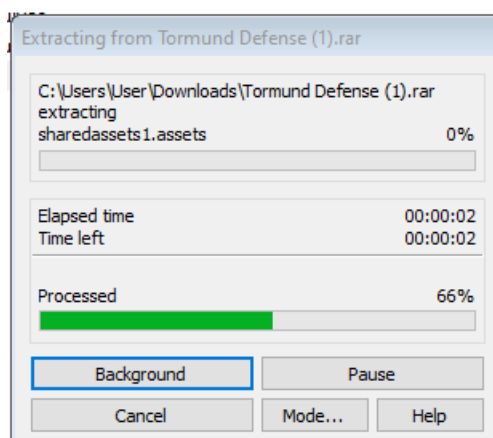 Extracting from Tormund Defense (1).rar
C:\Users\User\Downloads\Tormund Defense (1).rar
extracting
sharedassets1.assets 0%
Elapsed time 00:00:02
Time left 00:00:02
Processed 66%
Background Pause
Cancel Mode... Help